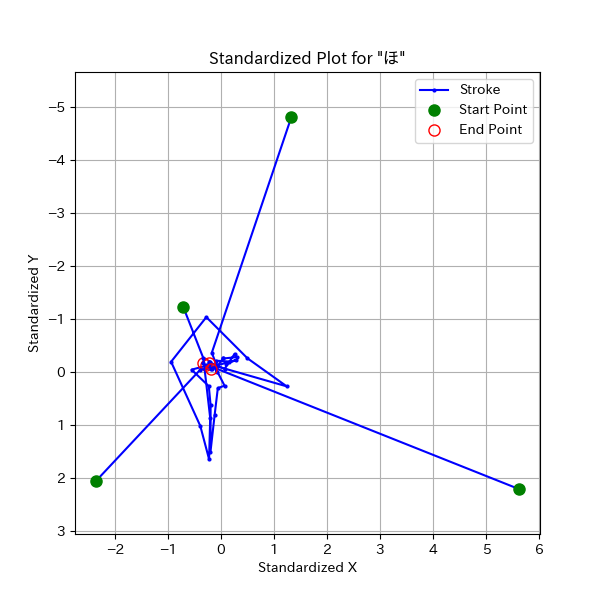 Standardized Plot for "ほ"
Stroke
Start Point
End Point
Standardized Y
−5
−4
−3
−2
−1
0
1
2
3
−2 −1 0 1 2 3 4 5 6
Standardized X